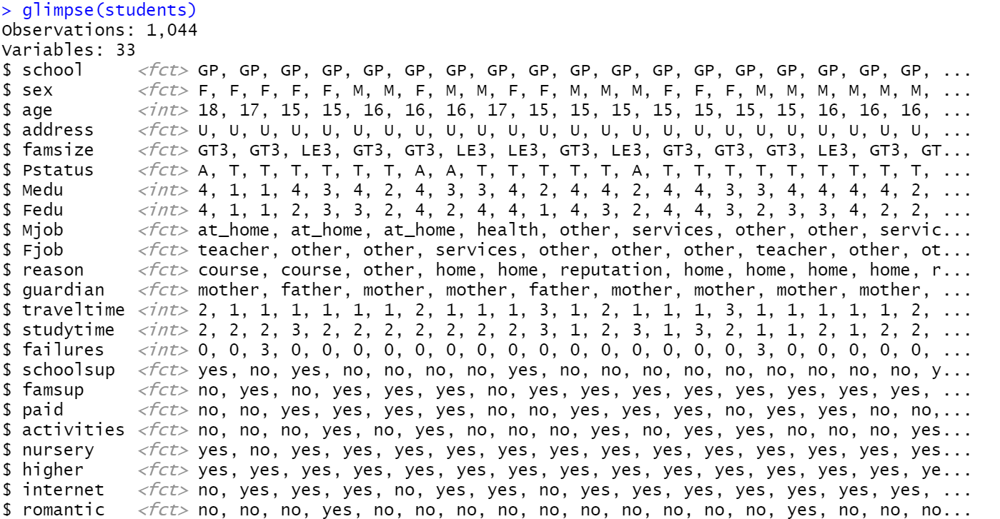 > glimpse(students)
Observations: 1,044
Variables: 33
$ school     <fct> GP, GP, GP, GP, GP, GP, GP, GP, GP, GP, GP, GP, GP, GP, GP, GP, GP, GP, ...
$ sex        <fct> F, F, F, F, F, M, M, F, M, M, F, F, M, M, M, F, F, F, M, M, M, M, M, M, ...
$ age        <int> 18, 17, 15, 15, 16, 16, 16, 17, 15, 15, 15, 15, 15, 15, 15, 16, 16, 16, ...
$ address    <fct> U, U, U, U, U, U, U, U, U, U, U, U, U, U, U, U, U, U, U, U, U, U, U, U, ...
$ famsize    <fct> GT3, GT3, LE3, GT3, GT3, LE3, LE3, GT3, LE3, GT3, GT3, GT3, LE3, GT3, GT...
$ Pstatus    <fct> A, T, T, T, T, T, T, A, A, T, T, T, T, T, A, T, T, T, T, T, T, T, T, T, ...
$ Medu       <int> 4, 1, 1, 4, 3, 4, 2, 4, 3, 3, 4, 2, 4, 4, 2, 4, 4, 3, 3, 4, 4, 4, 4, 2, ...
$ Fedu       <int> 4, 1, 1, 2, 3, 3, 2, 4, 2, 4, 4, 1, 4, 3, 2, 4, 4, 3, 2, 3, 3, 4, 2, 2, ...
$ Mjob       <fct> at_home, at_home, at_home, health, other, services, other, other, servic...
$ Fjob       <fct> teacher, other, other, services, other, other, other, teacher, other, ot...
$ reason     <fct> course, course, other, home, home, reputation, home, home, home, home, r...
$ guardian   <fct> mother, father, mother, mother, father, mother, mother, mother, mother, ...
$ traveltime <int> 2, 1, 1, 1, 1, 1, 1, 2, 1, 1, 1, 3, 1, 2, 1, 1, 1, 3, 1, 1, 1, 1, 1, 2, ...
$ studytime  <int> 2, 2, 2, 3, 2, 2, 2, 2, 2, 2, 2, 3, 1, 2, 3, 1, 3, 2, 1, 1, 2, 1, 2, 2, ...
$ failures   <int> 0, 0, 3, 0, 0, 0, 0, 0, 0, 0, 0, 0, 0, 0, 0, 0, 0, 0, 3, 0, 0, 0, 0, 0, ...
$ schoolsup  <fct> yes, no, yes, no, no, no, no, yes, no, no, no, no, no, no, no, no, no, y...
$ famsup     <fct> no, yes, no, yes, yes, yes, no, yes, yes, yes, yes, yes, yes, yes, yes, ...
$ paid       <fct> no, no, yes, yes, yes, yes, no, no, yes, yes, yes, no, yes, yes, no, no,...
$ activities <fct> no, no, no, yes, no, yes, no, no, no, yes, no, yes, yes, no, no, no, yes...
$ nursery    <fct> yes, no, yes, yes, yes, yes, yes, yes, yes, yes, yes, yes, yes, yes, yes...
$ higher     <fct> yes, yes, yes, yes, yes, yes, yes, yes, yes, yes, yes, yes, yes, yes, ye...
$ internet   <fct> no, yes, yes, yes, no, yes, yes, no, yes, yes, yes, yes, yes, yes, yes, ...
$ romantic   <fct> no, no, no, yes, no, no, no, no, no, no, no, no, no, no, yes, no, no, no...